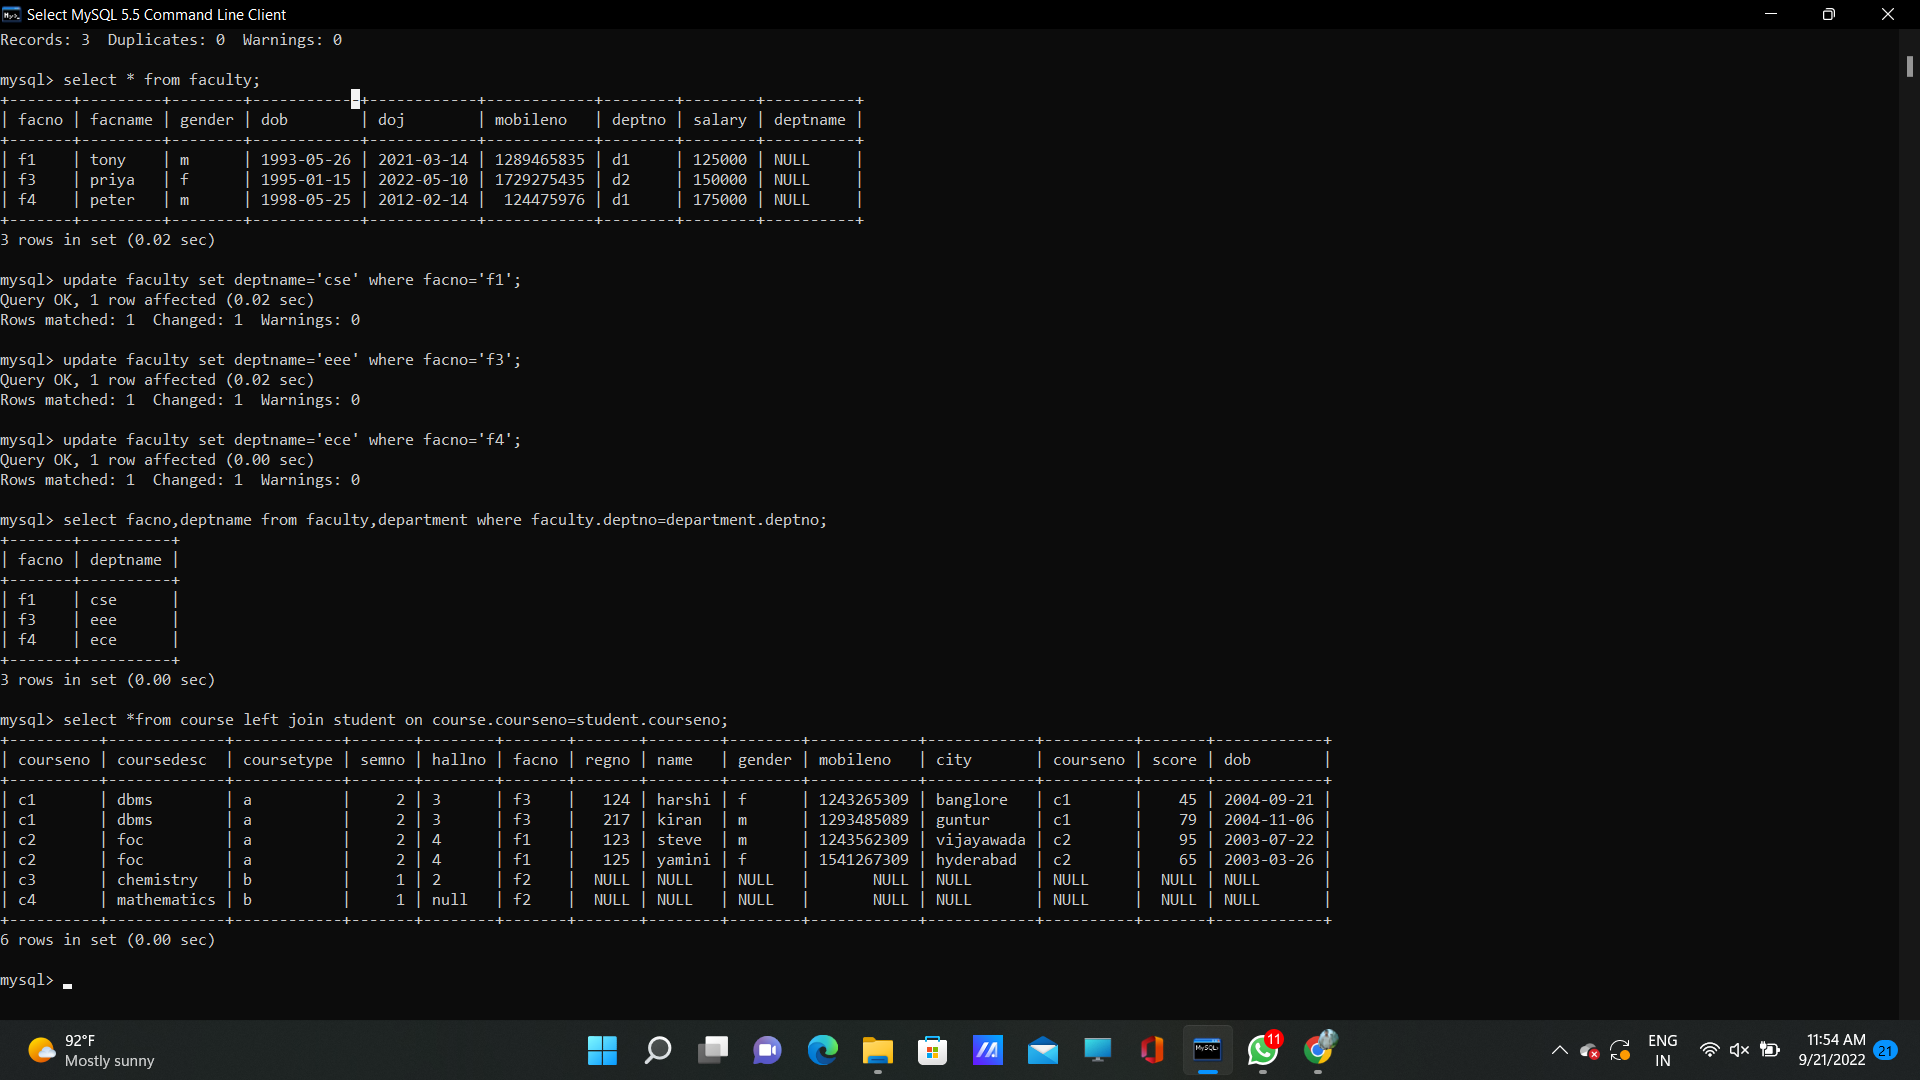 Select MySQL 5.5 Command Line Client
Records: 3  Duplicates: 0  Warnings: 0
mysql> select * from faculty;
+-------+---------+--------+------------+------------+------------+--------+--------+----------+
| facno | facname | gender | dob        | doj        | mobileno   | deptno | salary | deptname |
+-------+---------+--------+------------+------------+------------+--------+--------+----------+
| f1    | tony    | m      | 1993-05-26 | 2021-03-14 | 1289465835 | d1     | 125000 | NULL     |
| f3    | priya   | f      | 1995-01-15 | 2022-05-10 | 1729275435 | d2     | 150000 | NULL     |
| f4    | peter   | m      | 1998-05-25 | 2012-02-14 |  124475976 | d1     | 175000 | NULL     |
+-------+---------+--------+------------+------------+------------+--------+--------+----------+
3 rows in set (0.02 sec)
mysql> update faculty set deptname='cse' where facno='f1';
Query OK, 1 row affected (0.02 sec)
Rows matched: 1  Changed: 1  Warnings: 0
mysql> update faculty set deptname='eee' where facno='f3';
Query OK, 1 row affected (0.02 sec)
Rows matched: 1  Changed: 1  Warnings: 0
mysql> update faculty set deptname='ece' where facno='f4';
Query OK, 1 row affected (0.00 sec)
Rows matched: 1  Changed: 1  Warnings: 0
mysql> select facno,deptname from faculty,department where faculty.deptno=department.deptno;
+-------+----------+
| facno | deptname |
+-------+----------+
| f1    | cse      |
| f3    | eee      |
| f4    | ece      |
+-------+----------+
3 rows in set (0.00 sec)
mysql> select *from course left join student on course.courseno=student.courseno;
+----------+-------------+------------+-------+--------+-------+-------+--------+--------+------------+------------+----------+-------+------------+
| courseno | coursedesc  | coursetype | semno | hallno | facno | regno | name   | gender | mobileno   | city       | courseno | score | dob        |
+----------+-------------+------------+-------+--------+-------+-------+--------+--------+------------+------------+----------+-------+------------+
| c1       | dbms        | a          |     2 | 3      | f3    |   124 | harshi | f      | 1243265309 | banglore   | c1       |    45 | 2004-09-21 |
| c1       | dbms        | a          |     2 | 3      | f3    |   217 | kiran  | m      | 1293485089 | guntur     | c1       |    79 | 2004-11-06 |
| c2       | foc         | a          |     2 | 4      | f1    |   123 | steve  | m      | 1243562309 | vijayawada | c2       |    95 | 2003-07-22 |
| c2       | foc         | a          |     2 | 4      | f1    |   125 | yamini | f      | 1541267309 | hyderabad  | c2       |    65 | 2003-03-26 |
| c3       | chemistry   | b          |     1 | 2      | f2    |  NULL | NULL   | NULL   |       NULL | NULL       | NULL     |  NULL | NULL       |
| c4       | mathematics | b          |     1 | null   | f2    |  NULL | NULL   | NULL   |       NULL | NULL       | NULL     |  NULL | NULL       |
+----------+-------------+------------+-------+--------+-------+-------+--------+--------+------------+------------+----------+-------+------------+
6 rows in set (0.00 sec)
mysql>
92°F
Mostly sunny
MySQL>
11
ENG
IN
11:54 AM
9/21/2022
21